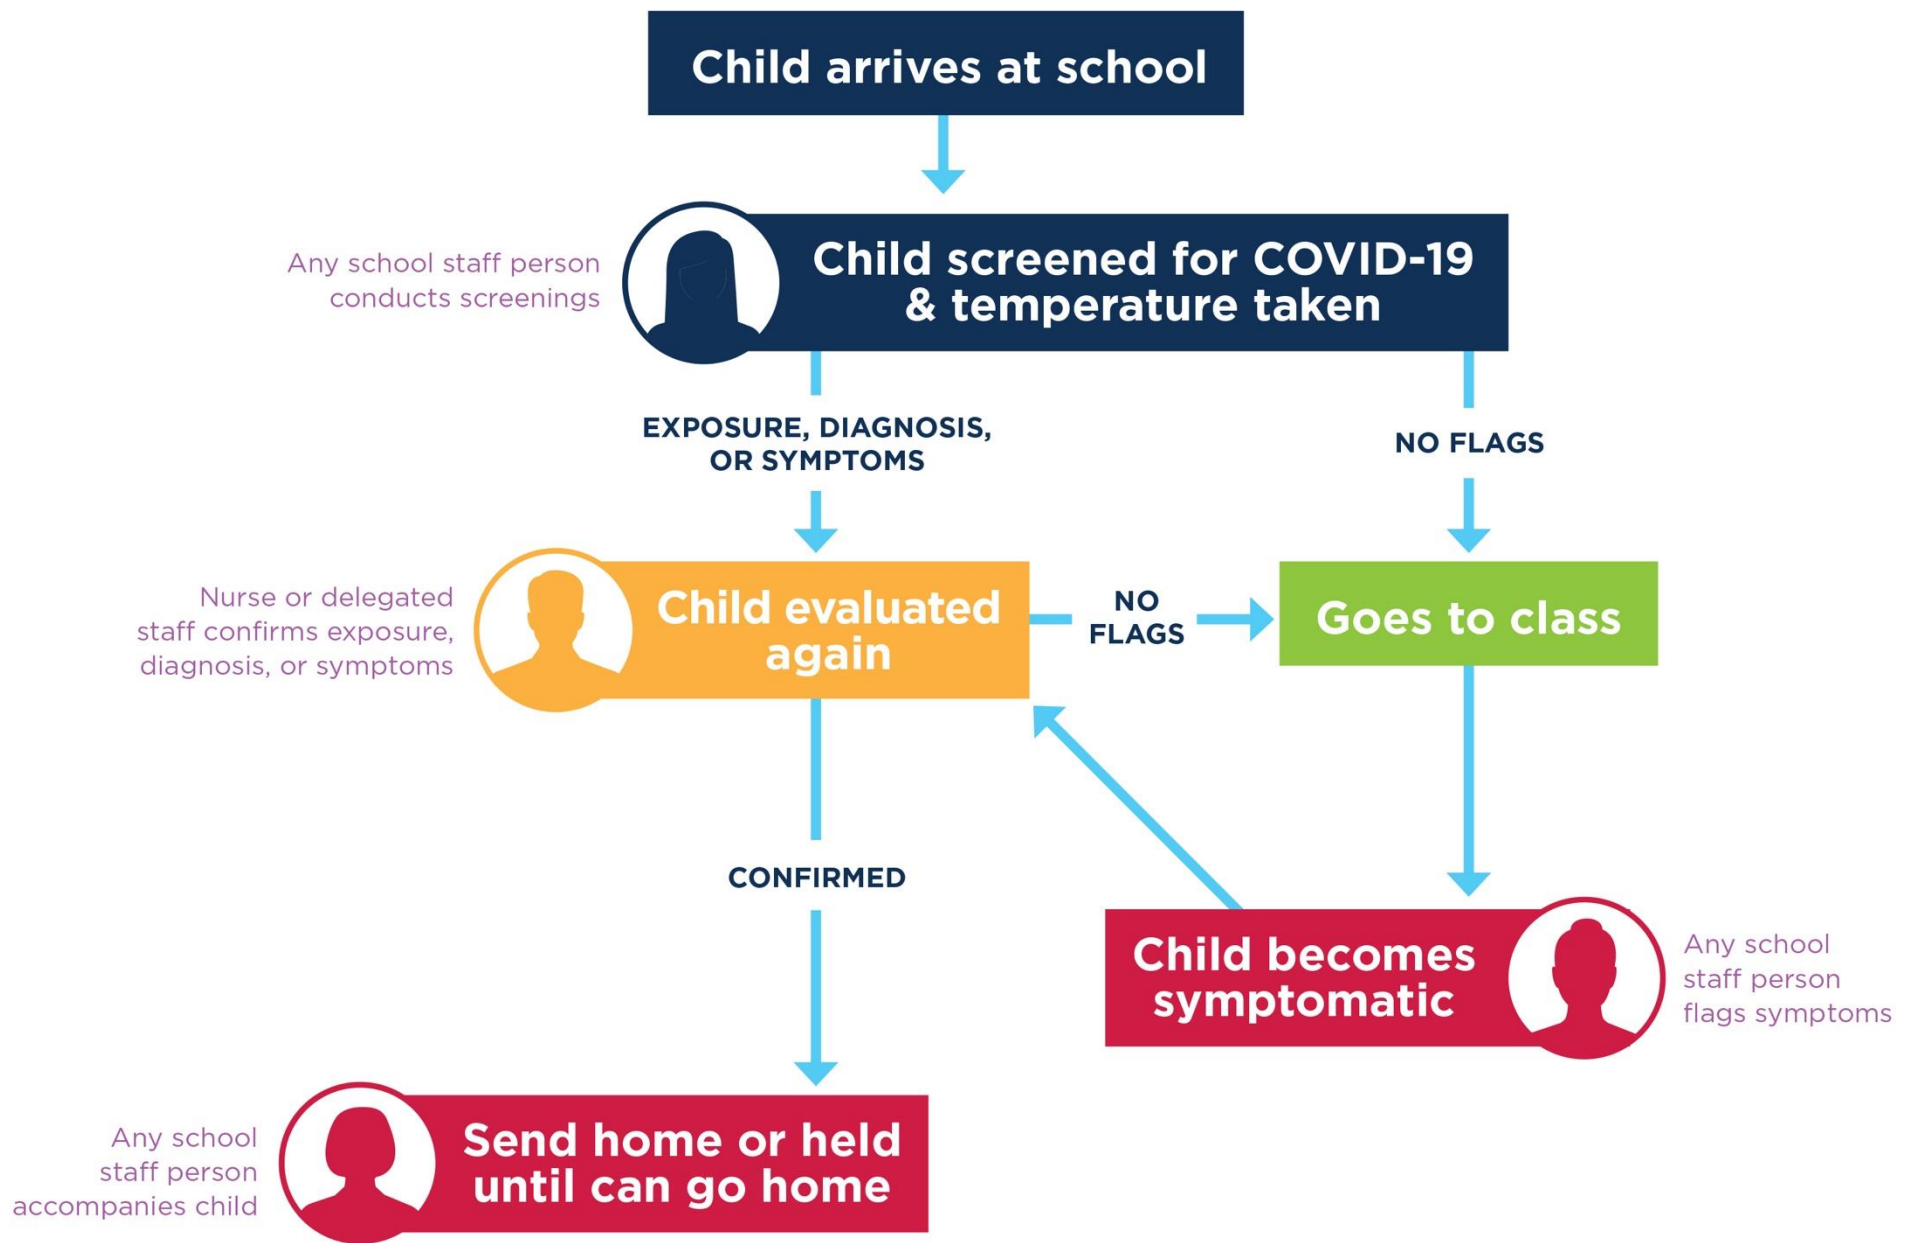 Child arrives at school
Any school staff person
conducts screenings
Child screened for COVID-19
& temperature taken
EXPOSURE, DIAGNOSIS,
OR SYMPTOMS
NO FLAGS
Nurse or delegated
staff confirms exposure,
diagnosis, or symptoms
Child evaluated
again
NO
FLAGS
Goes to class
CONFIRMED
Child becomes
symptomatic
Any school
staff person
flags symptoms
Any school
staff person
accompanies child
Send home or held
until can go home